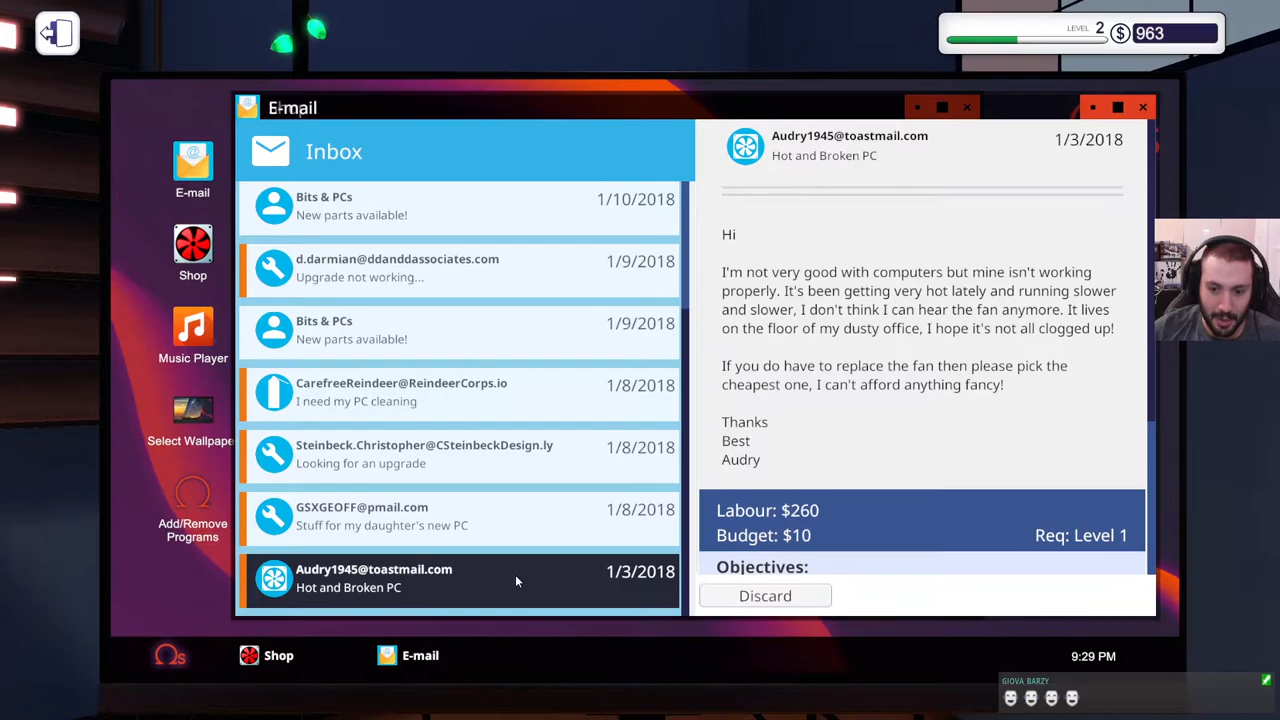 LEVEL 2 $ 963
E-mail
Inbox
Bits & PCs 1/10/2018
New parts available!
d.darmian@ddanddassociates.com 1/9/2018
Upgrade not working...
Bits & PCs 1/9/2018
New parts available!
CarefreeReindeer@ReindeerCorps.io 1/8/2018
I need my PC cleaning
Steinbeck.Christopher@CSteinbeckDesign.ly 1/8/2018
Looking for an upgrade
GSXGEOFF@pmail.com 1/8/2018
Stuff for my daughter's new PC
Audry1945@toastmail.com 1/3/2018
Hot and Broken PC
Audry1945@toastmail.com 1/3/2018
Hot and Broken PC
Hi
I'm not very good with computers but mine isn't working
properly. It's been getting very hot lately and running slower
and slower, I don't think I can hear the fan anymore. It lives
on the floor of my dusty office, I hope it's not all clogged up!
If you do have to replace the fan then please pick the
cheapest one, I can't afford anything fancy!
Thanks
Best
Audry
Labour: $260
Budget: $10 Req: Level 1
Objectives:
Discard
E-mail
Shop
Music Player
Select Wallpape
Add/Remove
Programs
Ωs Shop E-mail 9:29 PM
GIOVA BARZY